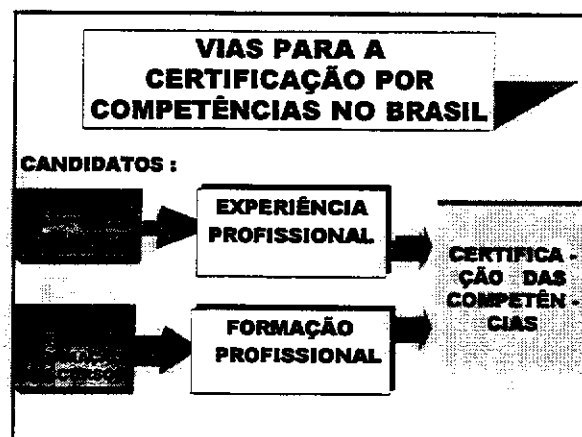 VIAS PARA A
CERTIFICAÇÃO POR
COMPETÊNCIAS NO BRASIL
CANDIDATOS :
EXPERIÊNCIA
PROFISSIONAL
FORMAÇÃO
PROFISSIONAL
CERTIFICA -
ÇÃO DAS
COMPETÊN -
CIAS